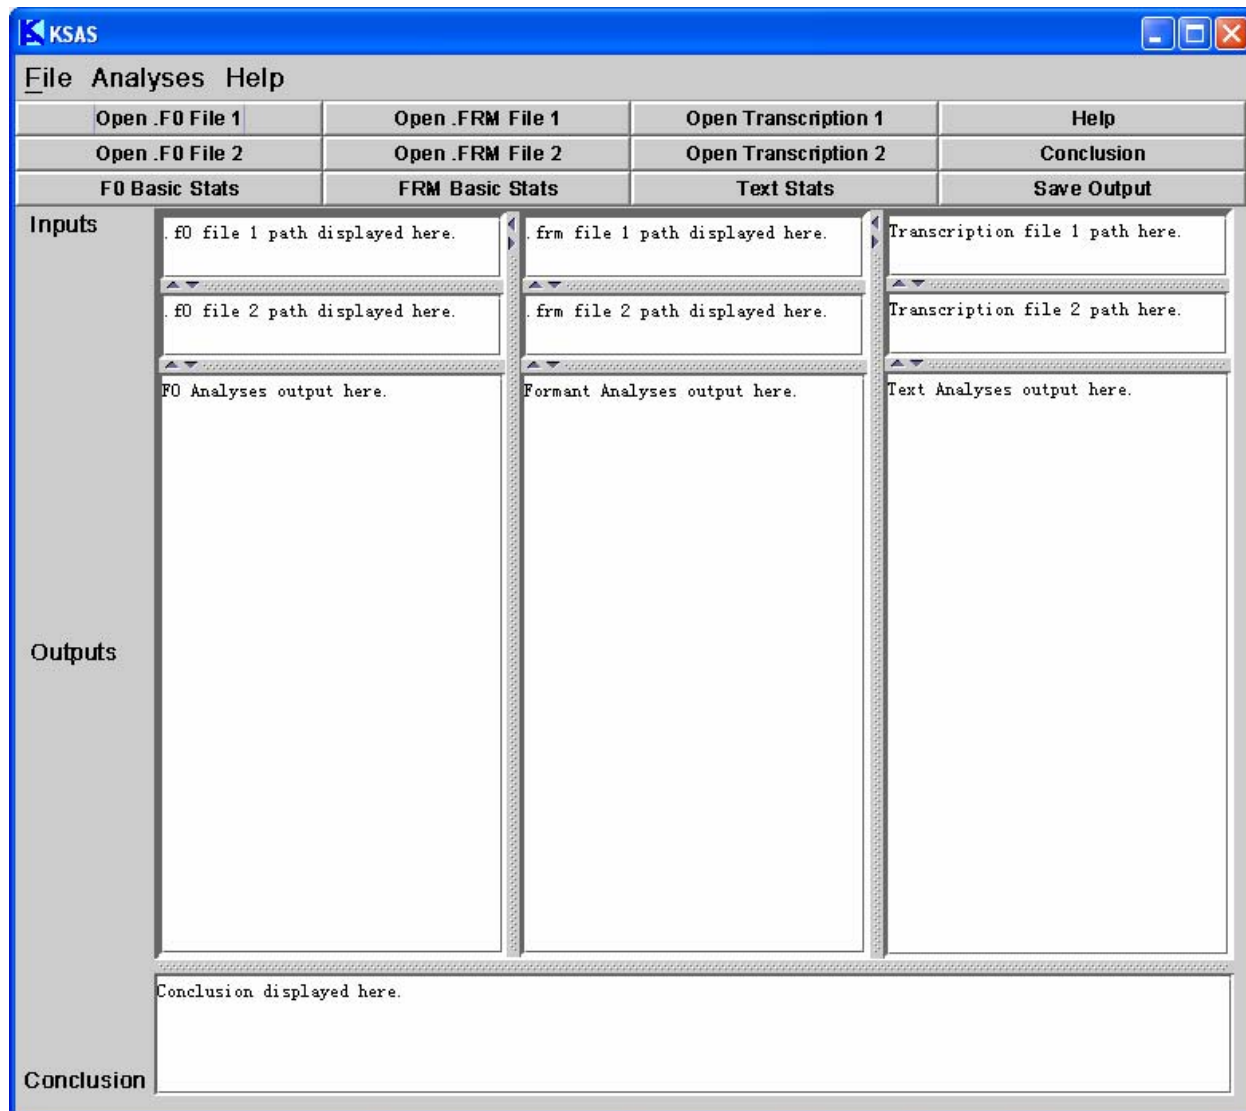 KSAS
File Analyses Help
Open .F0 File 1 Open .FRM File 1 Open Transcription 1 Help
Open .F0 File 2 Open .FRM File 2 Open Transcription 2 Conclusion
F0 Basic Stats FRM Basic Stats Text Stats Save Output
Inputs
.f0 file 1 path displayed here. .frm file 1 path displayed here. Transcription file 1 path here.
.f0 file 2 path displayed here. .frm file 2 path displayed here. Transcription file 2 path here.
F0 Analyses output here. Formant Analyses output here. Text Analyses output here.
Outputs
Conclusion displayed here.
Conclusion